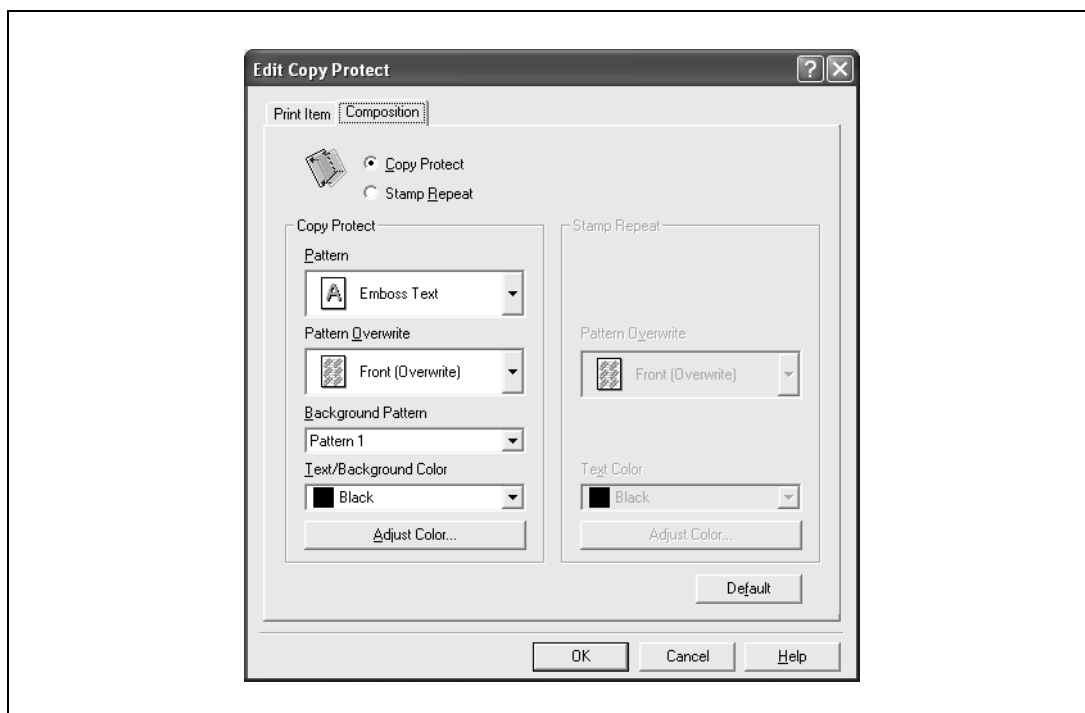 Edit Copy Protect
Print Item
Composition
Copy Protect
Stamp Repeat
Copy Protect
Pattern
A Emboss Text
Pattern Overwrite
Front (Overwrite)
Background Pattern
Pattern 1
Text/Background Color
Black
Adjust Color...
Stamp Repeat
Pattern Overwrite
Front (Overwrite)
Text Color
Black
Adjust Color...
Default
OK
Cancel
Help